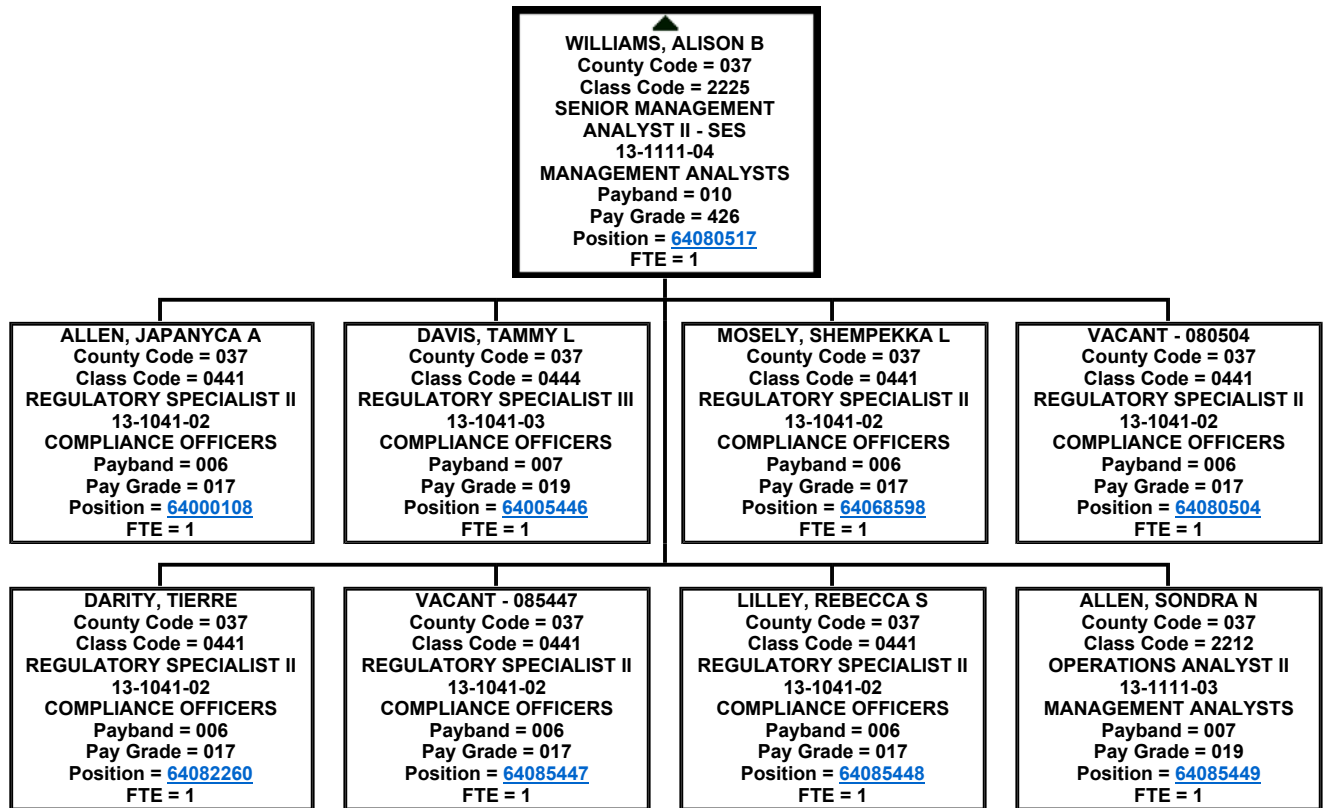 WILLIAMS, ALISON B
County Code = 037
Class Code = 2225
SENIOR MANAGEMENT
ANALYST II - SES
13-1111-04
MANAGEMENT ANALYSTS
Payband = 010
Pay Grade = 426
Position = 64080517
FTE = 1
ALLEN, JAPANYCA A
County Code = 037
Class Code = 0441
REGULATORY SPECIALIST II
13-1041-02
COMPLIANCE OFFICERS
Payband = 006
Pay Grade = 017
Position = 64000108
FTE = 1
DAVIS, TAMMY L
County Code = 037
Class Code = 0444
REGULATORY SPECIALIST III
13-1041-03
COMPLIANCE OFFICERS
Payband = 007
Pay Grade = 019
Position = 64005446
FTE = 1
MOSELY, SHEMPEKKA L
County Code = 037
Class Code = 0441
REGULATORY SPECIALIST II
13-1041-02
COMPLIANCE OFFICERS
Payband = 006
Pay Grade = 017
Position = 64068598
FTE = 1
VACANT - 080504
County Code = 037
Class Code = 0441
REGULATORY SPECIALIST II
13-1041-02
COMPLIANCE OFFICERS
Payband = 006
Pay Grade = 017
Position = 64080504
FTE = 1
DARITY, TIERRE
County Code = 037
Class Code = 0441
REGULATORY SPECIALIST II
13-1041-02
COMPLIANCE OFFICERS
Payband = 006
Pay Grade = 017
Position = 64082260
FTE = 1
VACANT - 085447
County Code = 037
Class Code = 0441
REGULATORY SPECIALIST II
13-1041-02
COMPLIANCE OFFICERS
Payband = 006
Pay Grade = 017
Position = 64085447
FTE = 1
LILLEY, REBECCA S
County Code = 037
Class Code = 0441
REGULATORY SPECIALIST II
13-1041-02
COMPLIANCE OFFICERS
Payband = 006
Pay Grade = 017
Position = 64085448
FTE = 1
ALLEN, SONDRA N
County Code = 037
Class Code = 2212
OPERATIONS ANALYST II
13-1111-03
MANAGEMENT ANALYSTS
Payband = 007
Pay Grade = 019
Position = 64085449
FTE = 1